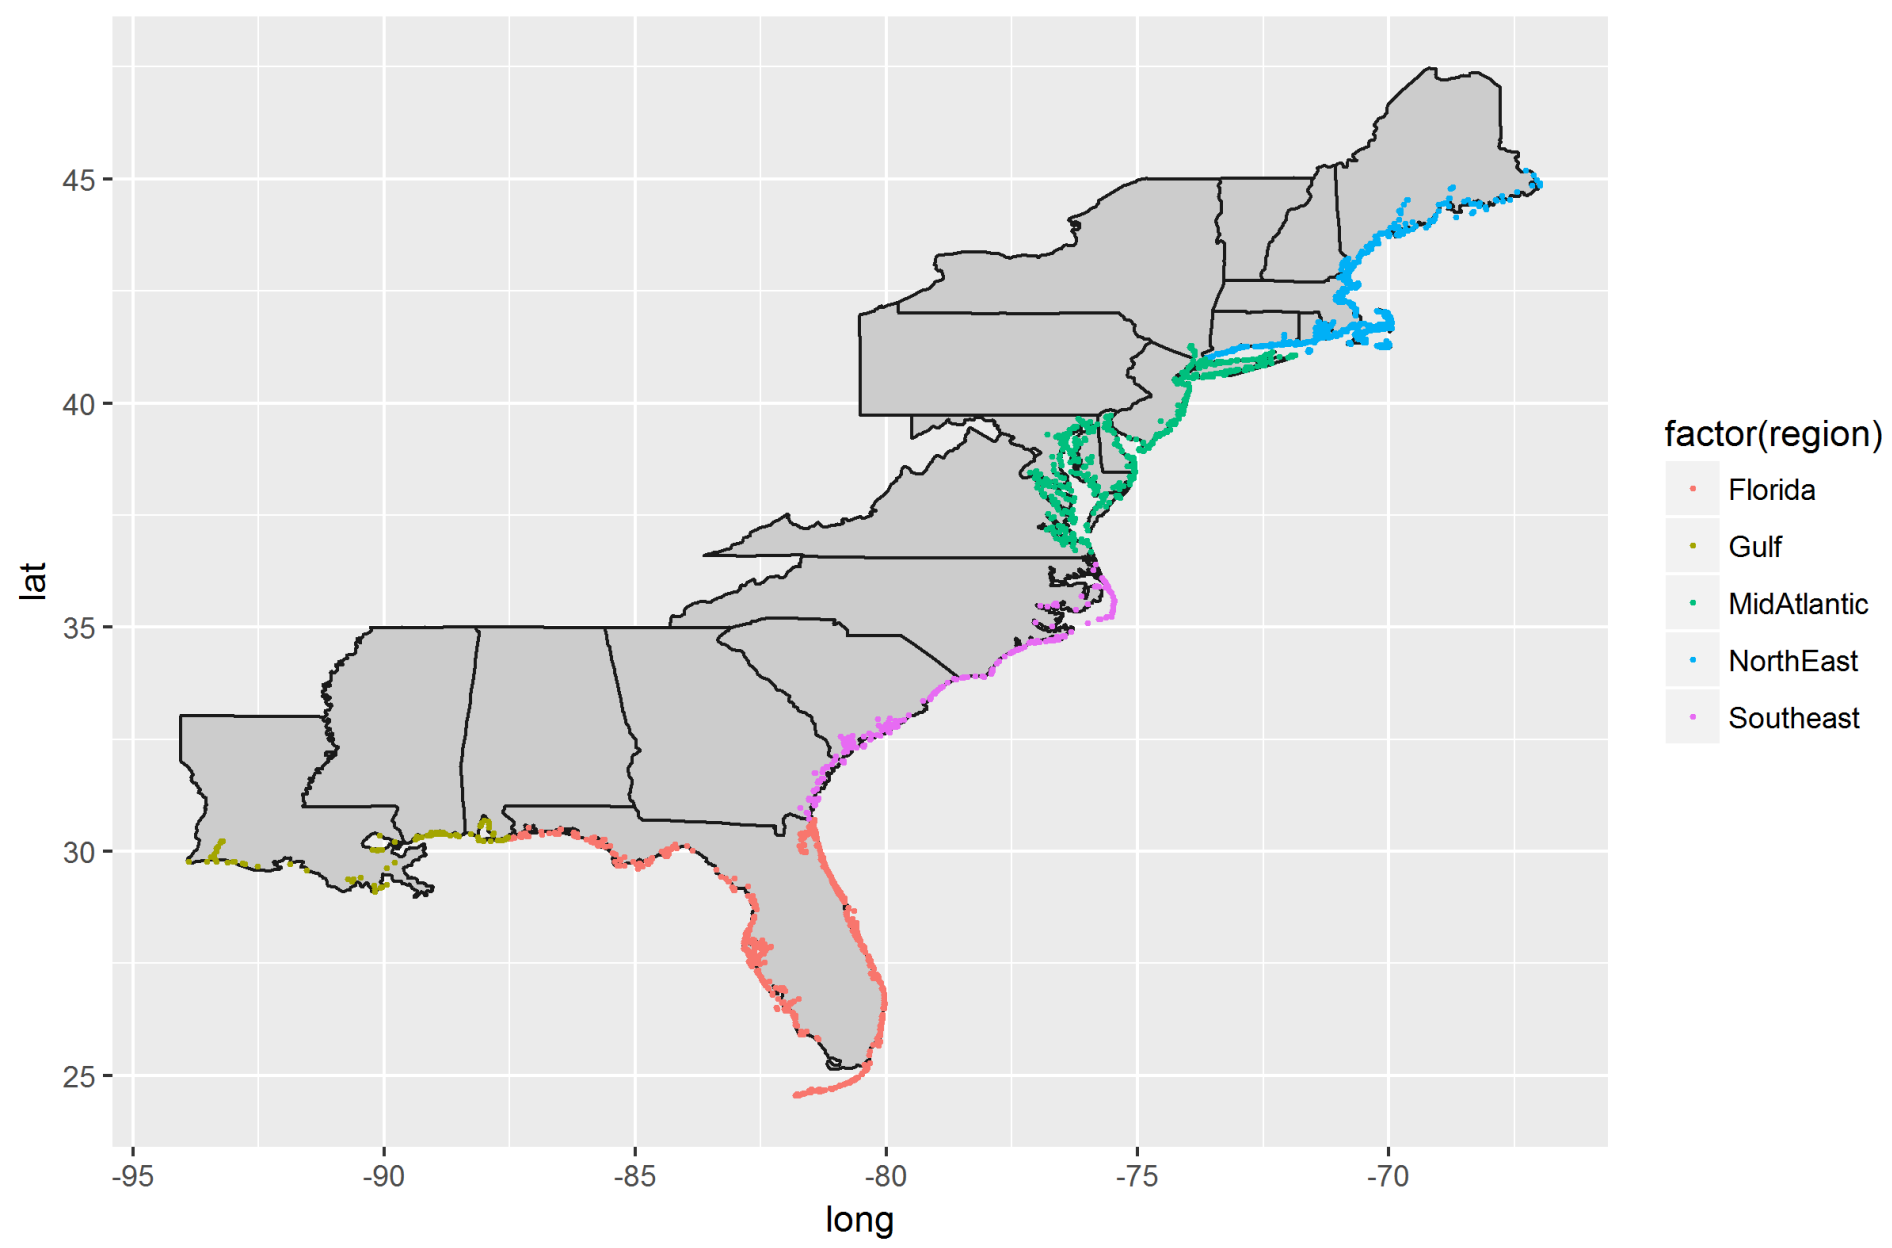 45
40
35
30
25
lat
-95 -90 -85 -80 -75 -70
long
factor(region)
Florida
Gulf
MidAtlantic
NorthEast
Southeast